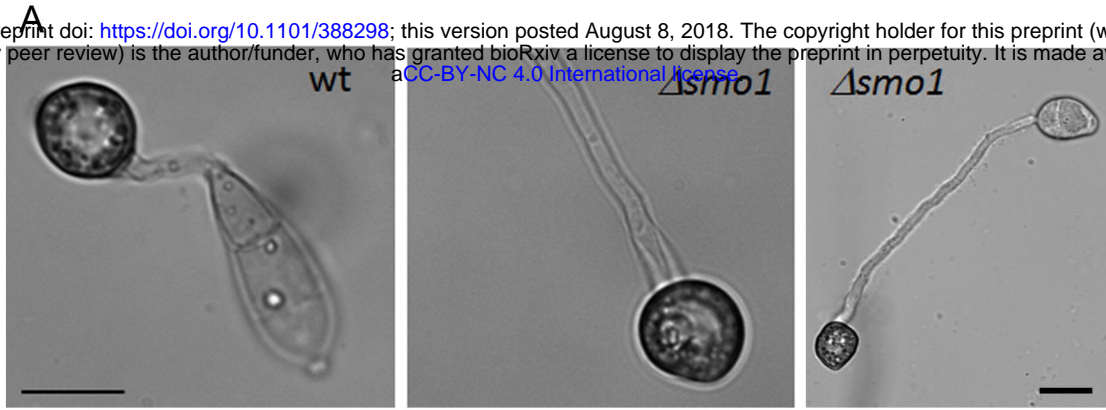 A
eprint doi: https://doi.org/10.1101/388298; this version posted August 8, 2018. The copyright holder for this preprint (w
peer review) is the author/funder, who has granted bioRxiv a license to display the preprint in perpetuity. It is made av
aCC-BY-NC 4.0 International license.
wt
Δsmo1
Δsmo1